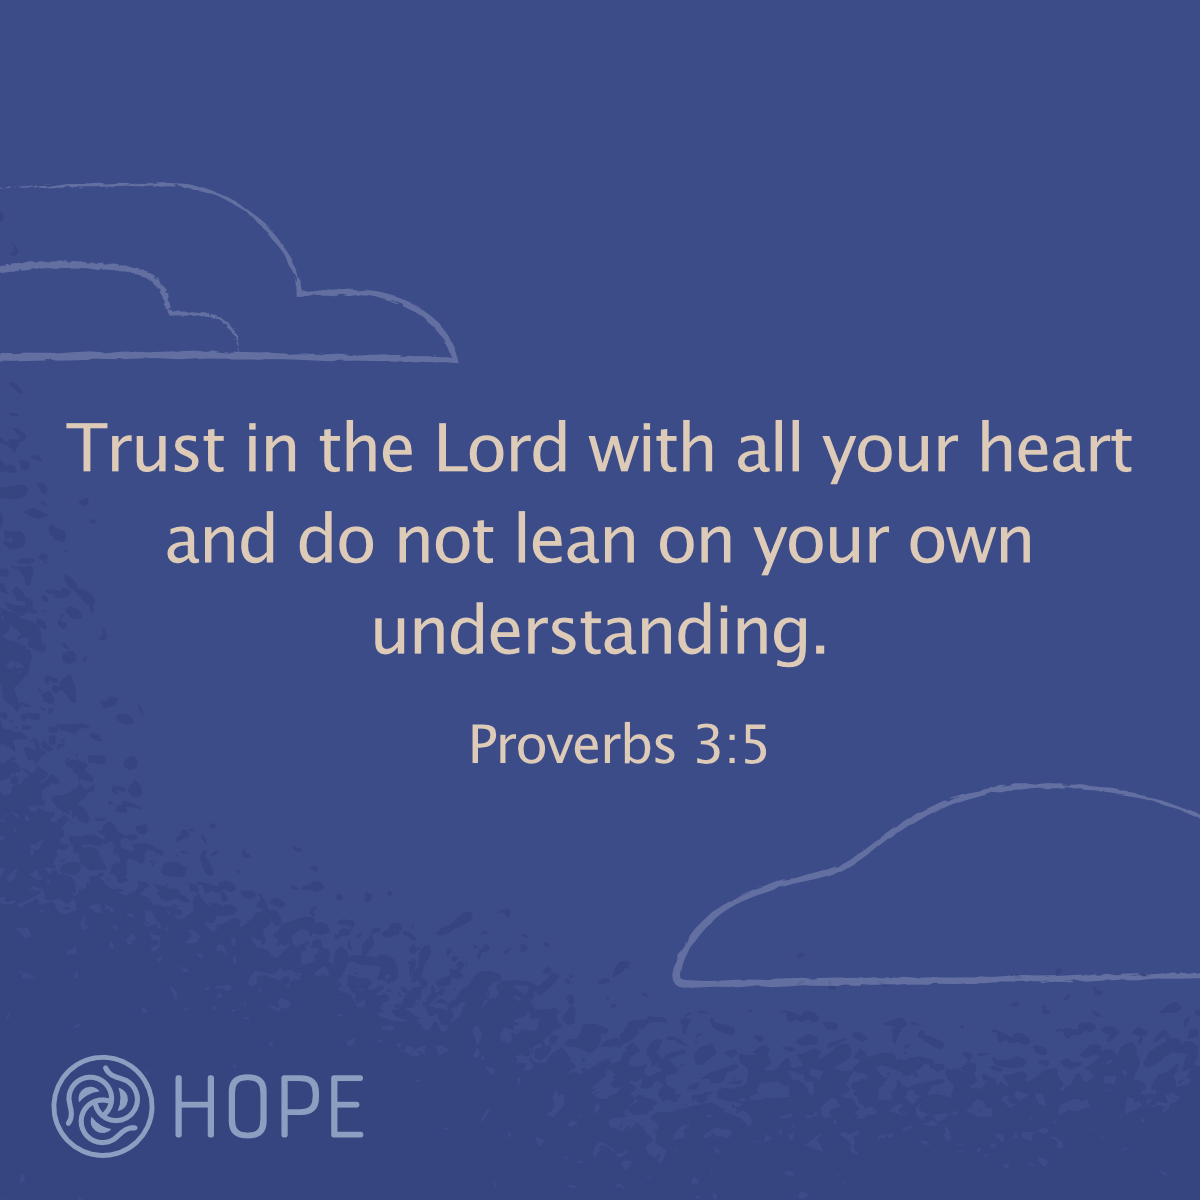 Trust in the Lord with all your heart
and do not lean on your own
understanding.
Proverbs 3:5
HOPE